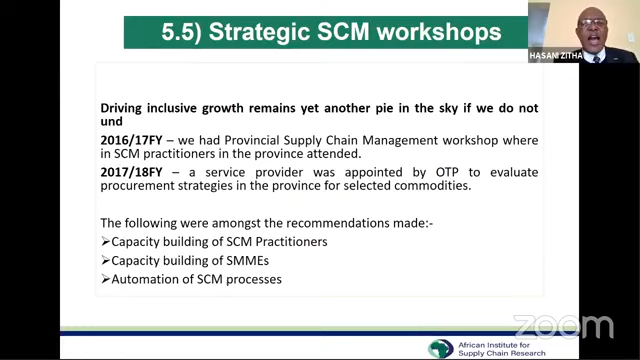 5.5) Strategic SCM workshops
HASANI ZITHA
Driving inclusive growth remains yet another pie in the sky if we do not
und
2016/17FY – we had Provincial Supply Chain Management workshop where
in SCM practitioners in the province attended.
2017/18FY – a service provider was appointed by OTP to evaluate
procurement strategies in the province for selected commodities.
The following were amongst the recommendations made:-
➢Capacity building of SCM Practitioners
➢Capacity building of SMMEs
➢Automation of SCM processes
African Institute for
Supply Chain Research
zoom